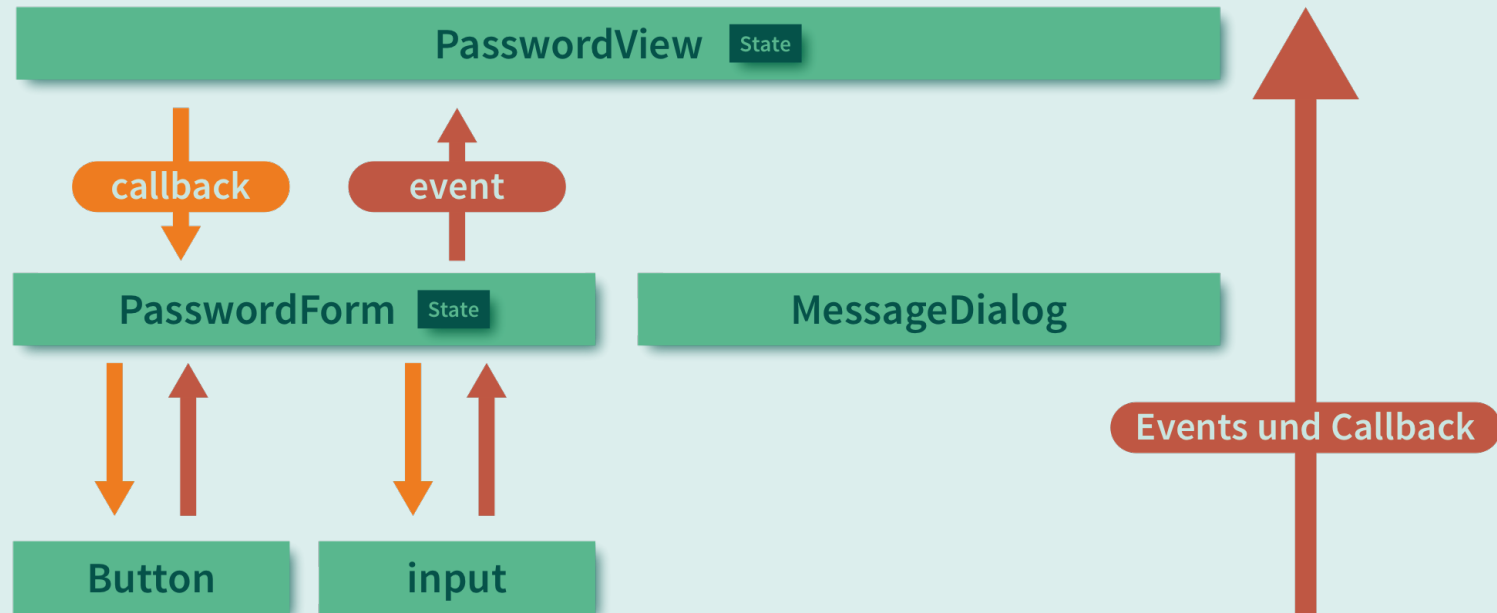 PasswordView State
callback
event
PasswordForm State
MessageDialog
Events und Callback
Button
input